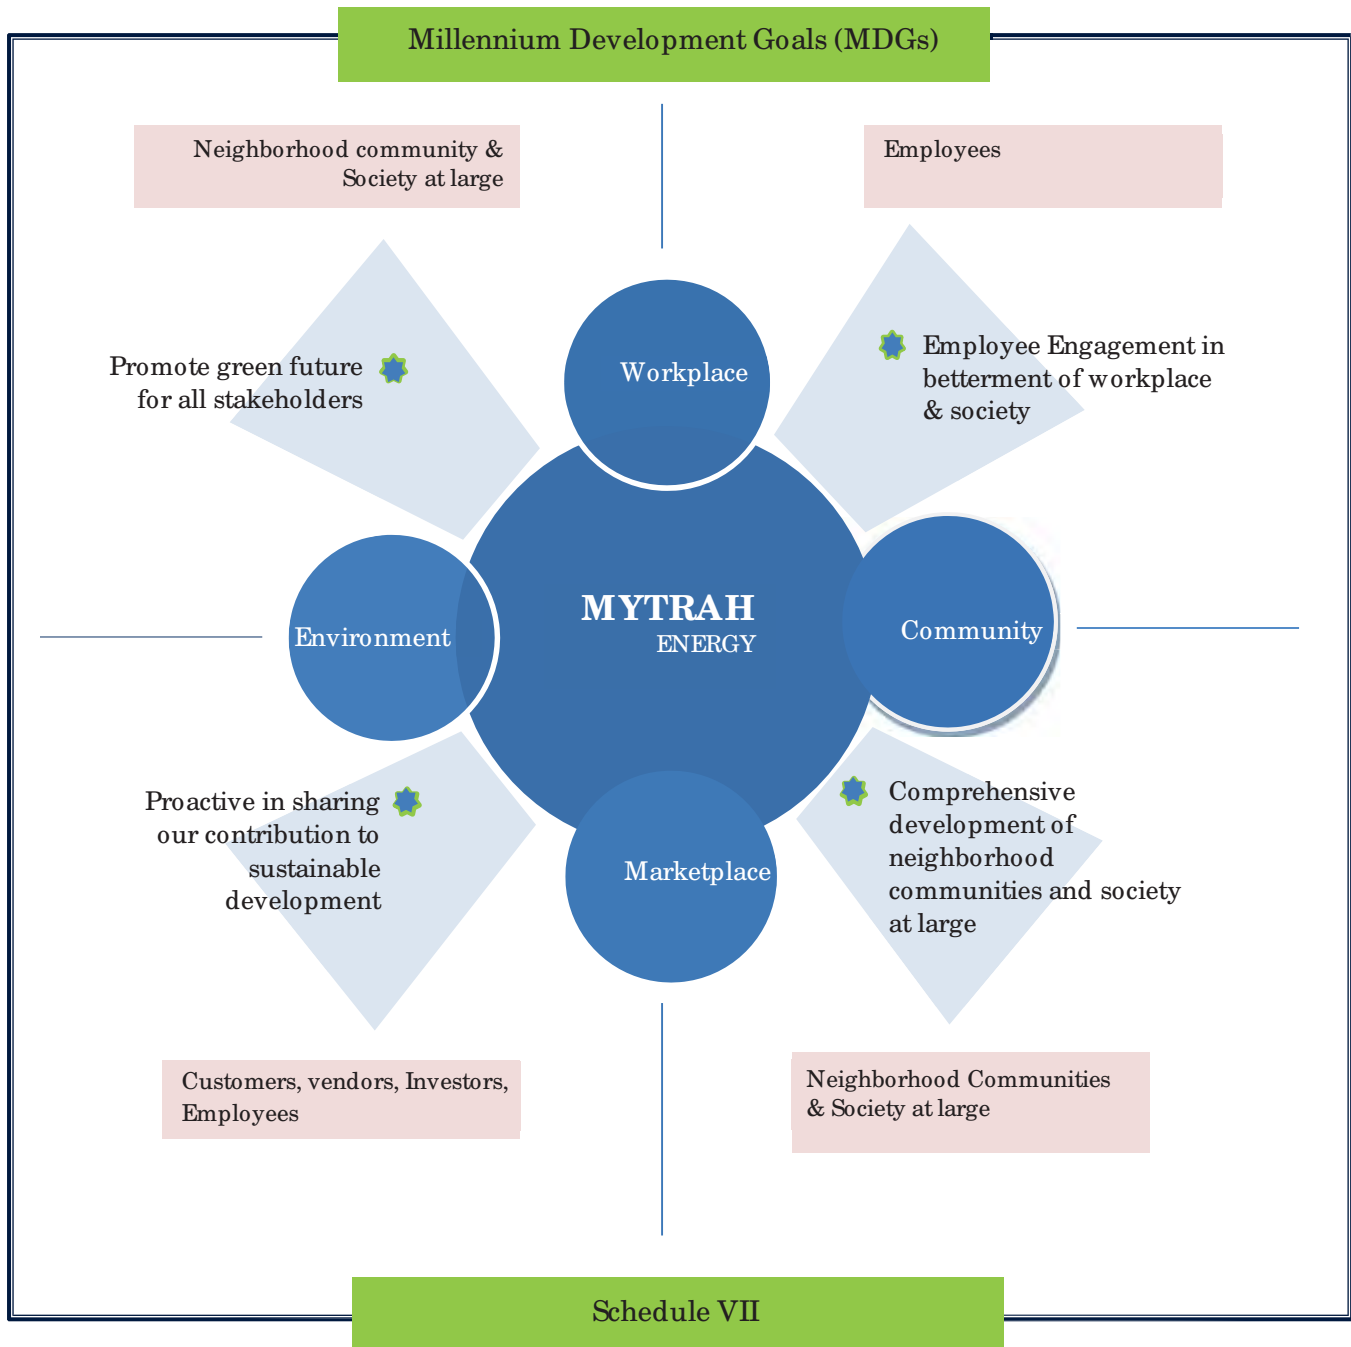 Millennium Development Goals (MDGs)
Neighborhood community &
Society at large
Employees
Promote green future
for all stakeholders
Workplace
Employee Engagement in
betterment of workplace
& society
MYTRAH
ENERGY
Environment
Community
Proactive in sharing
our contribution to
sustainable
development
Marketplace
Comprehensive
development of
neighborhood
communities and society
at large
Customers, vendors, Investors,
Employees
Neighborhood Communities
& Society at large
Schedule VII